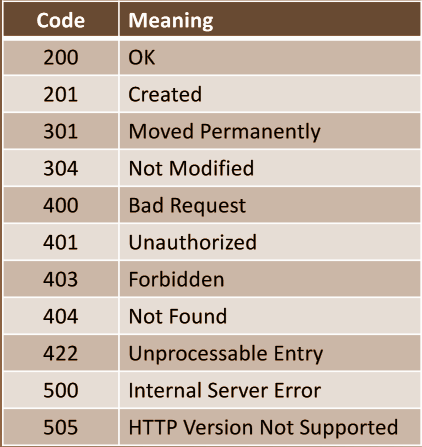 Code Meaning
200 OK
201 Created
301 Moved Permanently
304 Not Modified
400 Bad Request
401 Unauthorized
403 Forbidden
404 Not Found
422 Unprocessable Entry
500 Internal Server Error
505 HTTP Version Not Supported